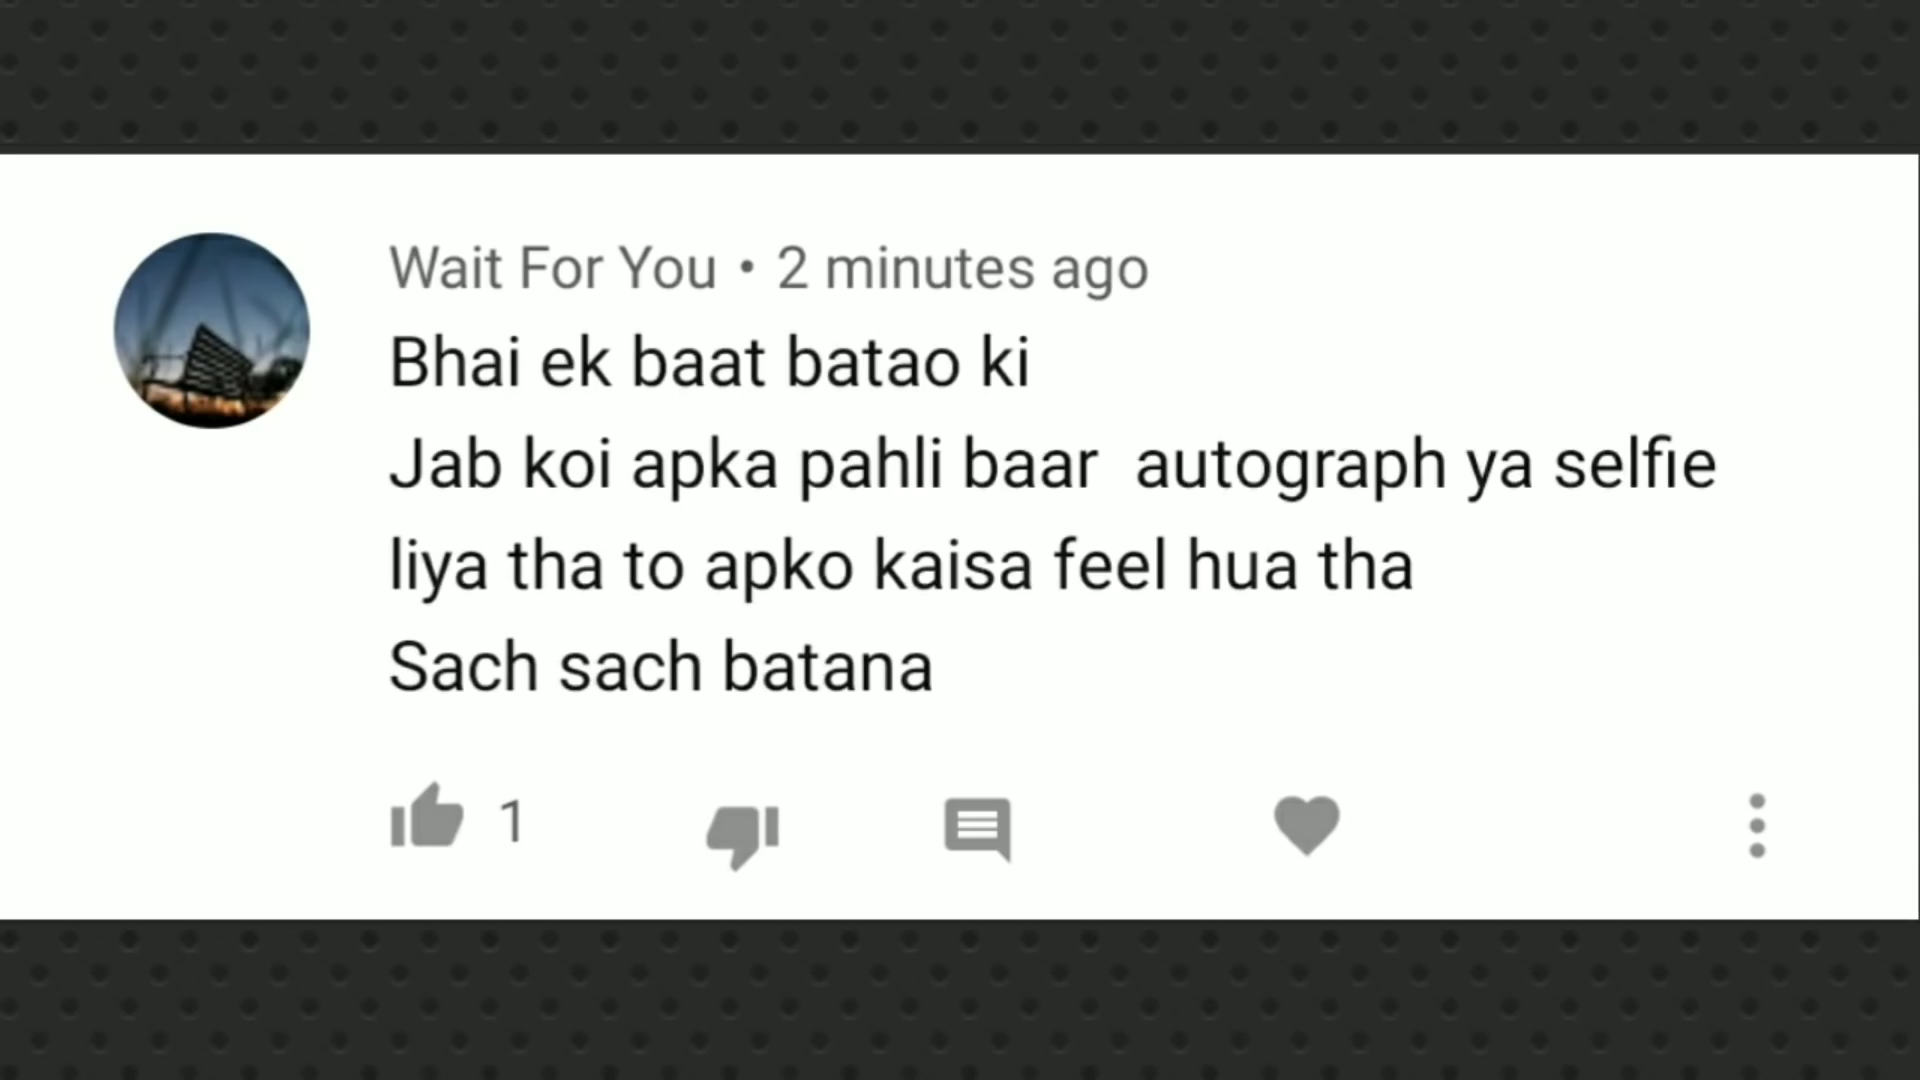 Wait For You • 2 minutes ago
Bhai ek baat batao ki
Jab koi apka pahli baar  autograph ya selfie
liya tha to apko kaisa feel hua tha
Sach sach batana
1